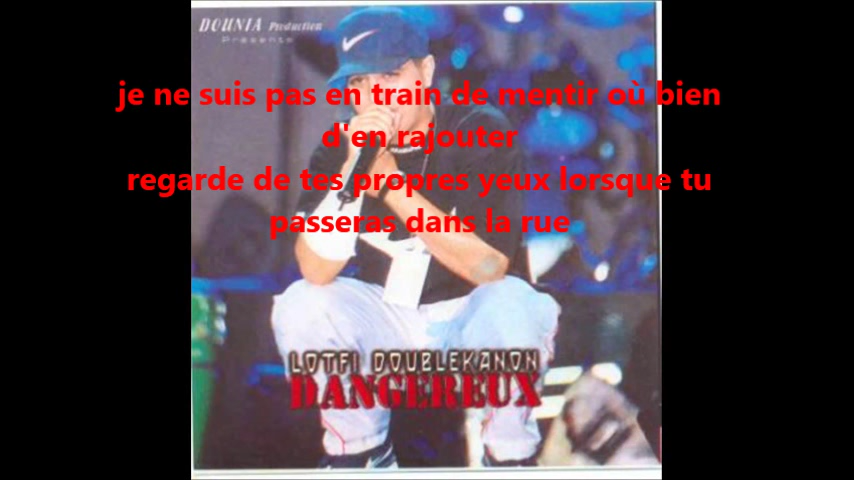 DOUNIA Production
Presents
je ne suis pas en train de mentir où bien
d'en rajouter
regarde de tes propres yeux lorsque tu
passeras dans la rue
LOTFI DOUBLEKANON
DANGEREUX